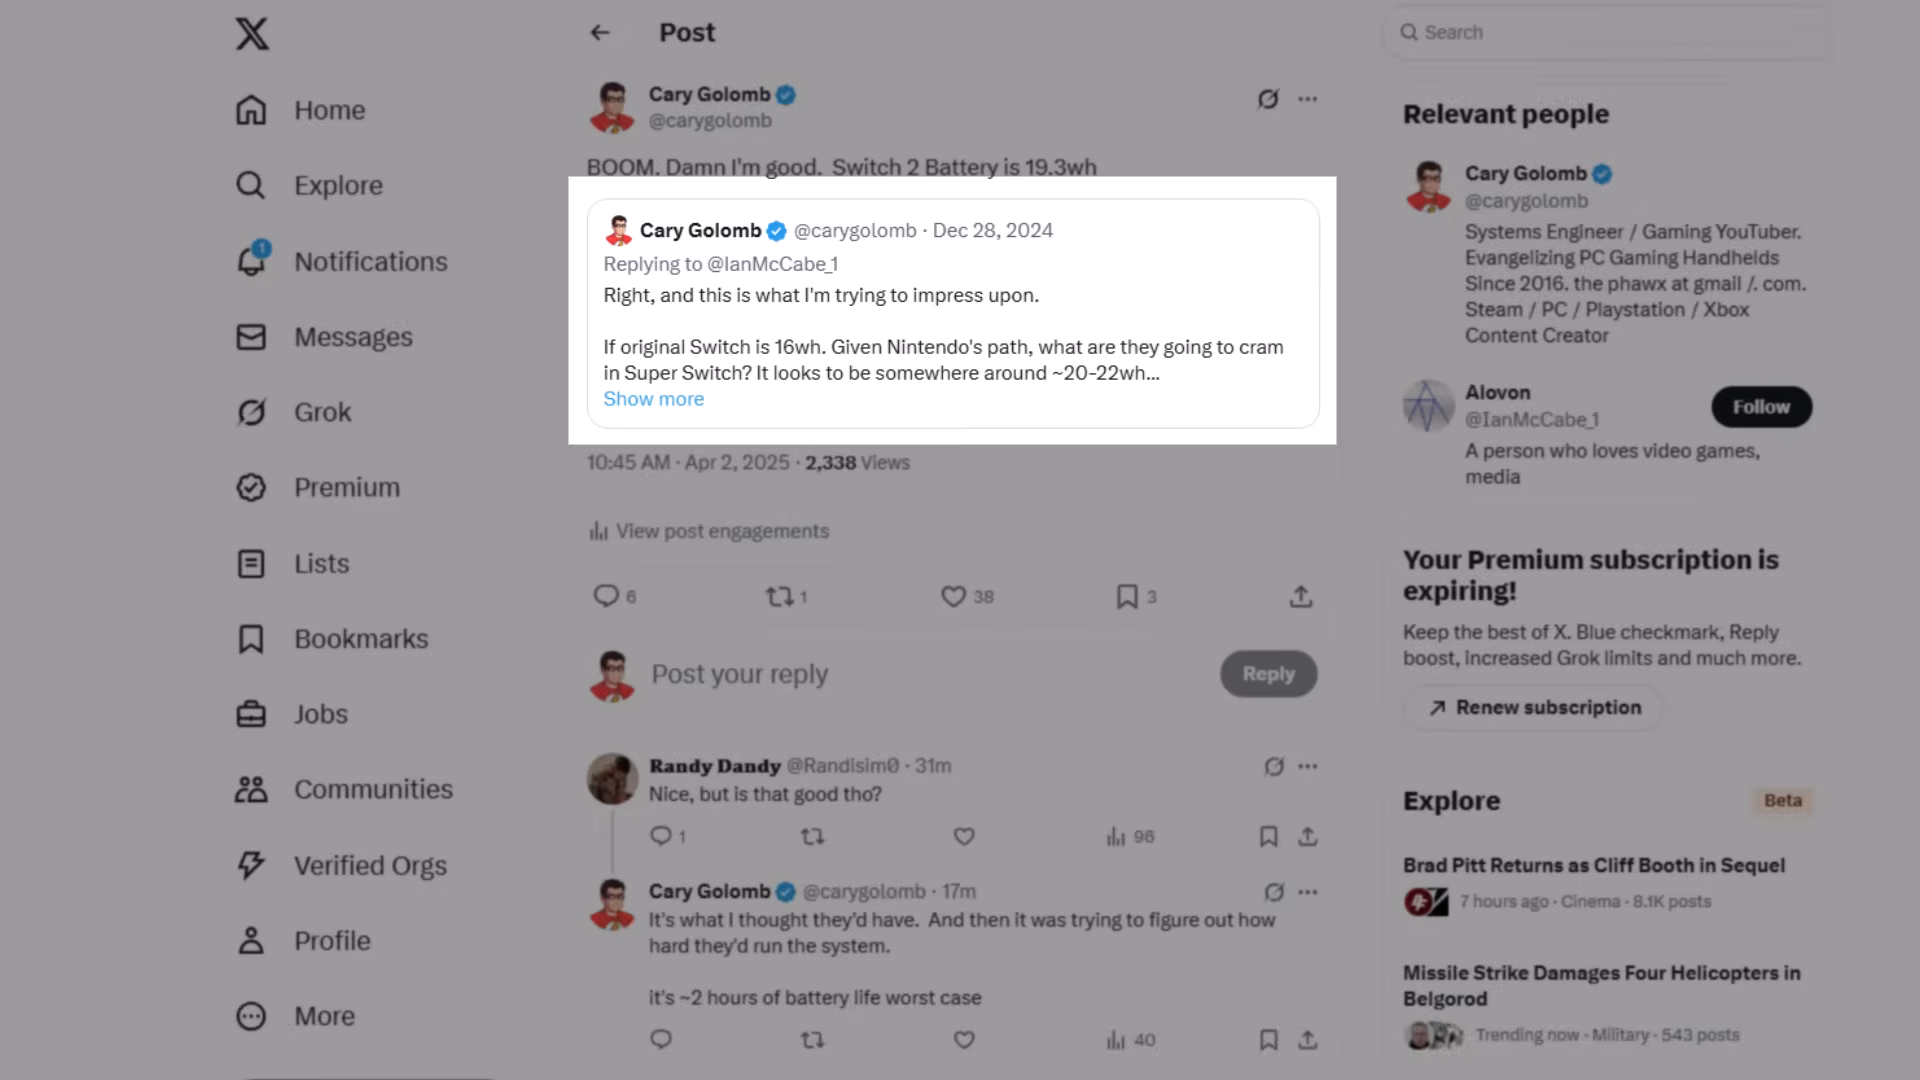 Home
Explore
1
Notifications
Messages
Grok
Premium
Lists
Bookmarks
Jobs
Communities
Verified Orgs
Profile
More
Post
Cary Golomb
@carygolomb
BOOM. Damn I'm good.  Switch 2 Battery is 19.3wh
Cary Golomb @carygolomb · Dec 28, 2024
Replying to @IanMcCabe_1
Right, and this is what I'm trying to impress upon.
If original Switch is 16wh. Given Nintendo's path, what are they going to cram
in Super Switch? It looks to be somewhere around ~20-22wh...
Show more
10:45 AM · Apr 2, 2025 · 2,338 Views
View post engagements
6 1 38 3
Post your reply
Reply
Randy Dandy @Randisim0 · 31m
Nice, but is that good tho?
1 96
Cary Golomb @carygolomb · 17m
It's what I thought they'd have.  And then it was trying to figure out how
hard they'd run the system.
it's ~2 hours of battery life worst case
40
Search
Relevant people
Cary Golomb
@carygolomb
Systems Engineer / Gaming YouTuber.
Evangelizing PC Gaming Handhelds
Since 2016. the phawx at gmail /. com.
Steam / PC / Playstation / Xbox
Content Creator
Alovon
@IanMcCabe_1
Follow
A person who loves video games,
media
Your Premium subscription is
expiring!
Keep the best of X. Blue checkmark, Reply
boost, increased Grok limits and much more.
Renew subscription
Explore
Beta
Brad Pitt Returns as Cliff Booth in Sequel
7 hours ago · Cinema · 8.1K posts
Missile Strike Damages Four Helicopters in
Belgorod
Trending now · Military · 543 posts